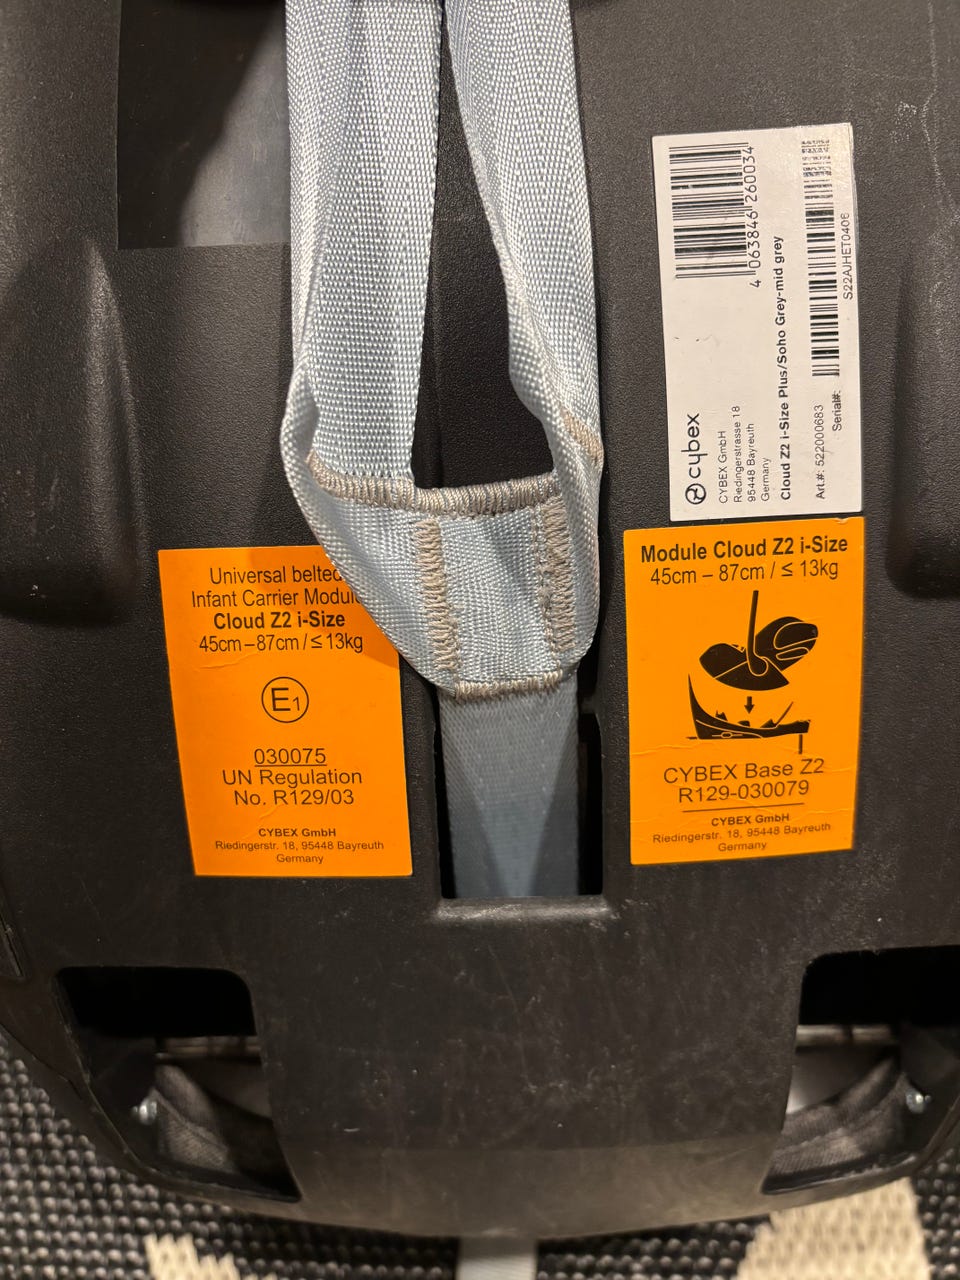 4 063846 260034
cybex
CYBEX GmbH
Riedingerstrasse 18
95448 Bayreuth
Germany
Cloud Z2 i-Size Plus/Soho Grey-mid grey
Art.#: 522000683
Serial#:
S22AJHET0406
Universal belted
Infant Carrier Module
Cloud Z2 i-Size
45cm–87cm/≤13kg
E1
030075
UN Regulation
No. R129/03
CYBEX GmbH
Riedingerstr. 18, 95448 Bayreuth
Germany
Module Cloud Z2 i-Size
45cm – 87cm / ≤ 13kg
CYBEX Base Z2
R129-030079
CYBEX GmbH
Riedingerstr. 18, 95448 Bayreuth
Germany